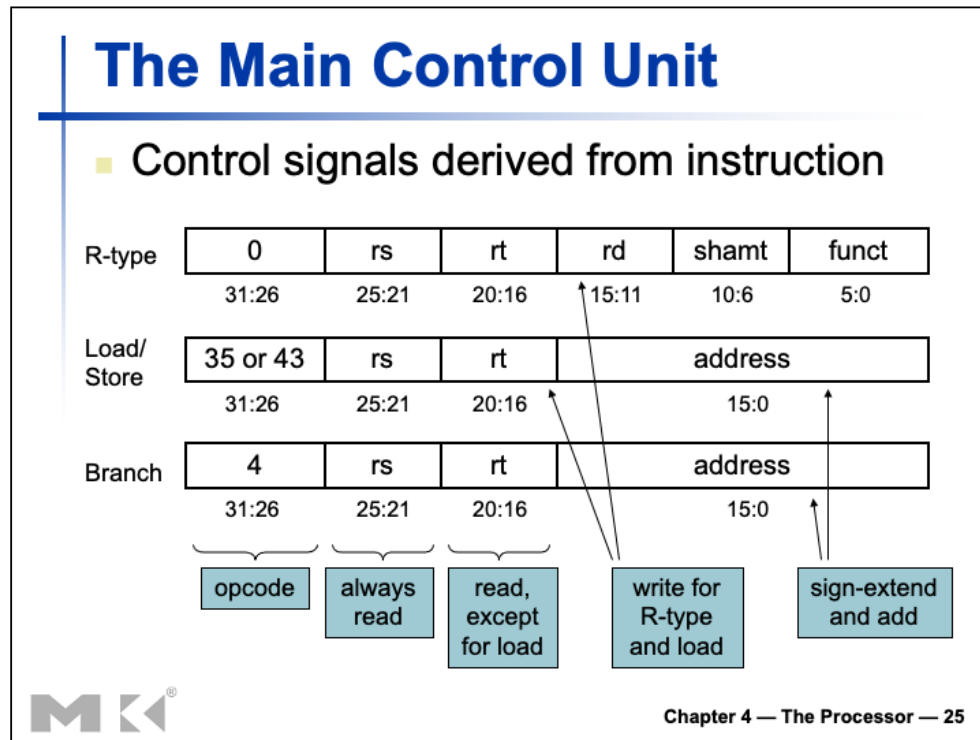 The Main Control Unit
Control signals derived from instruction
R-type 0 rs rt rd shamt funct
31:26 25:21 20:16 15:11 10:6 5:0
Load/
Store
35 or 43 rs rt address
31:26 25:21 20:16 15:0
Branch 4 rs rt address
31:26 25:21 20:16 15:0
opcode
always
read
read,
except
for load
write for
R-type
and load
sign-extend
and add
MK®
Chapter 4 — The Processor — 25